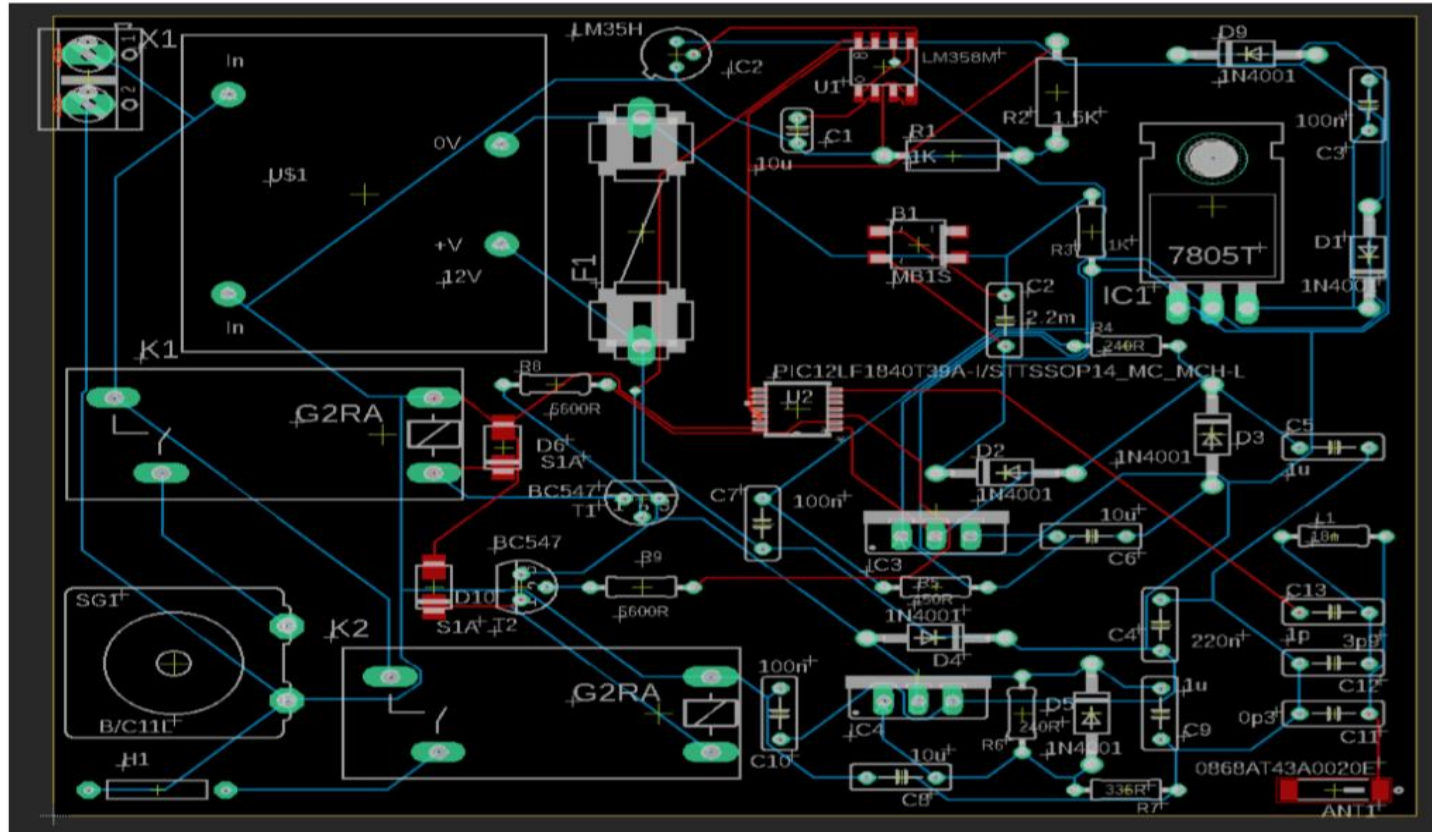 X1
1
2
In
In
U$1
0V
+V
12V
LM35H
IC2
U1
8
LM358M
C1
10u
R1
1K
R2
1.5K
D9
1N4001
100n
C3
7805T
IC1
D1
1N4001
R3
1K
B1
MB1S
C2
2.2m
R4
240R
F1
K1
G2RA
R8
5600R
D6
S1A
PIC12LF1840T39A-I/STTSSOP14_MC_MCH-L
U2
D3
1N4001
C5
1u
D2
1N4001
BC547
T1
C7
100n
IC3
10u
C6
L1
18n
BC547
T2
D10
S1A
R9
5600R
R5
450R
1N4001
D4
C4
220n
C13
1p
3p9
C12
SG1
B/C11L
K2
G2RA
100n
C10
IC4
10u
C8
R6
240R
D5
1N4001
1u
C9
0p3
C11
H1
336R
R7
0868AT43A0020E
ANT1